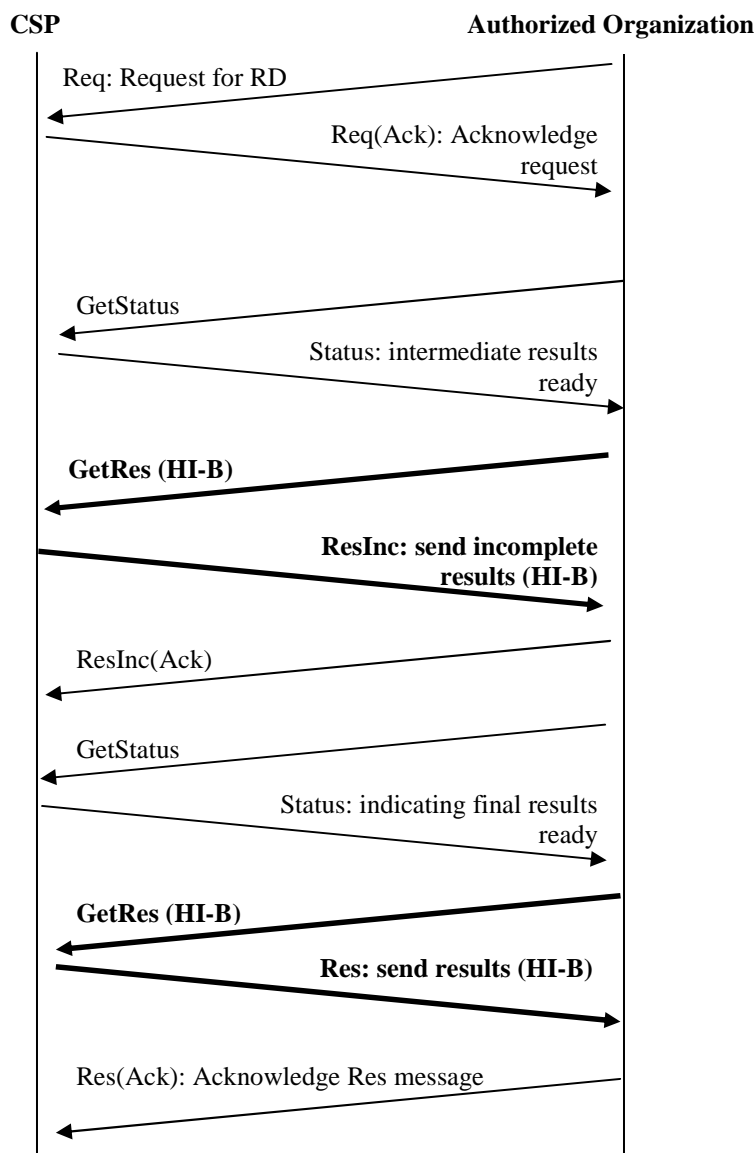 CSP
Authorized Organization
Req: Request for RD
Req(Ack): Acknowledge
request
GetStatus
Status: intermediate results
ready
GetRes (HI-B)
ResInc: send incomplete
results (HI-B)
ResInc(Ack)
GetStatus
Status: indicating final results
ready
GetRes (HI-B)
Res: send results (HI-B)
Res(Ack): Acknowledge Res message